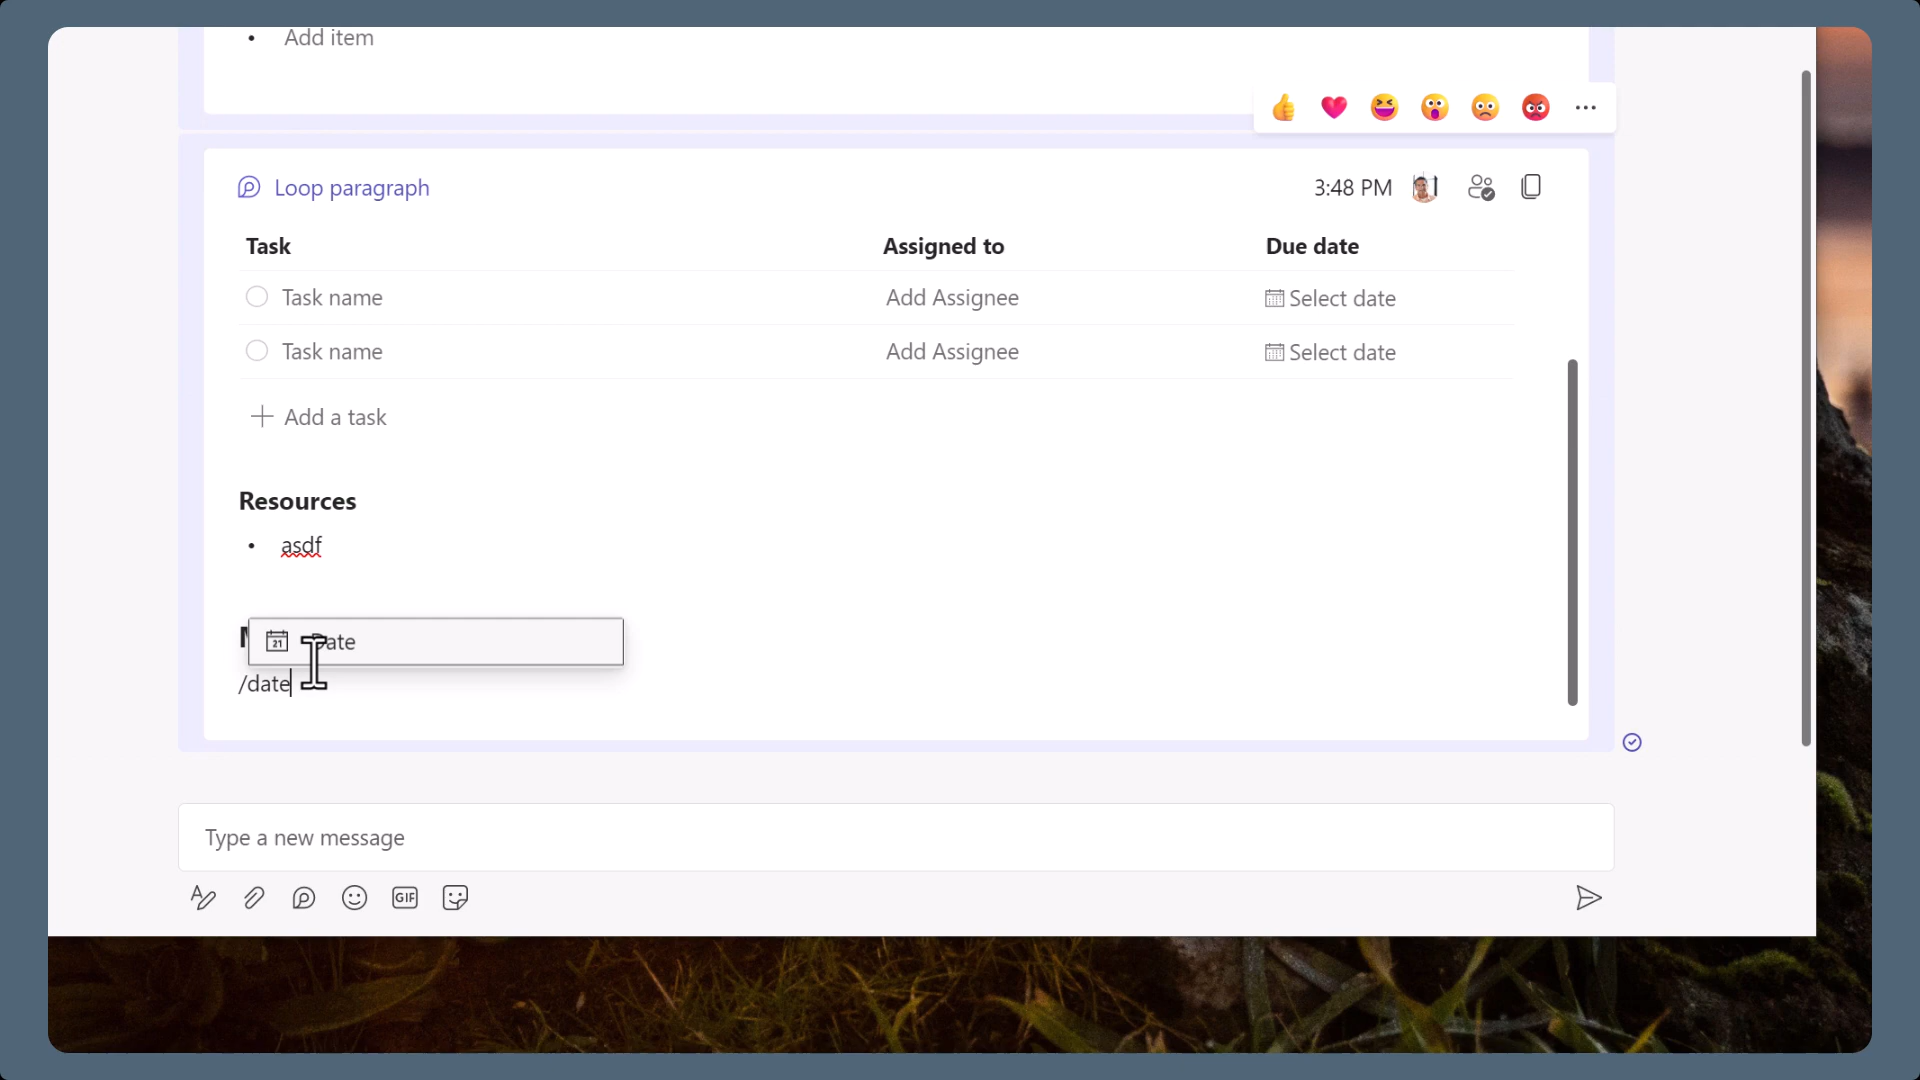 Add item
Loop paragraph
3:48 PM
Task Assigned to Due date
Task name Add Assignee Select date
Task name Add Assignee Select date
Add a task
Resources
asdf
21
/date
Type a new message
GIF